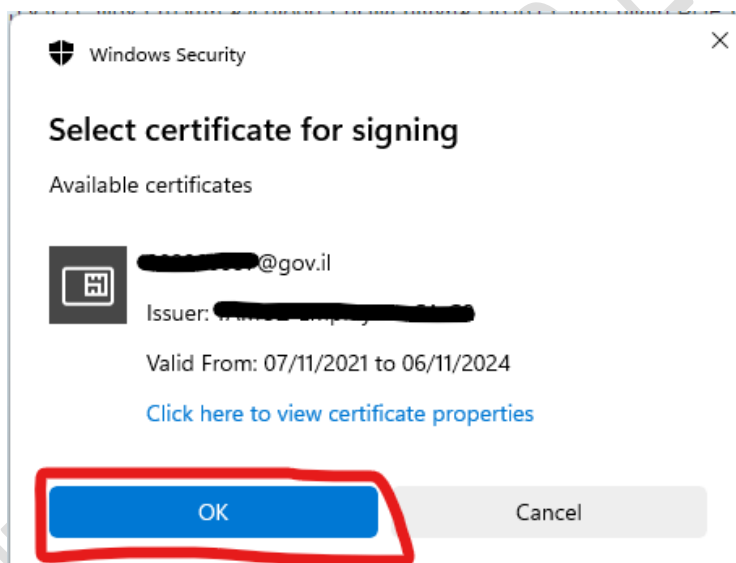 Windows Security
Select certificate for signing
Available certificates
@gov.il
Issuer:
Valid From: 07/11/2021 to 06/11/2024
Click here to view certificate properties
OK
Cancel